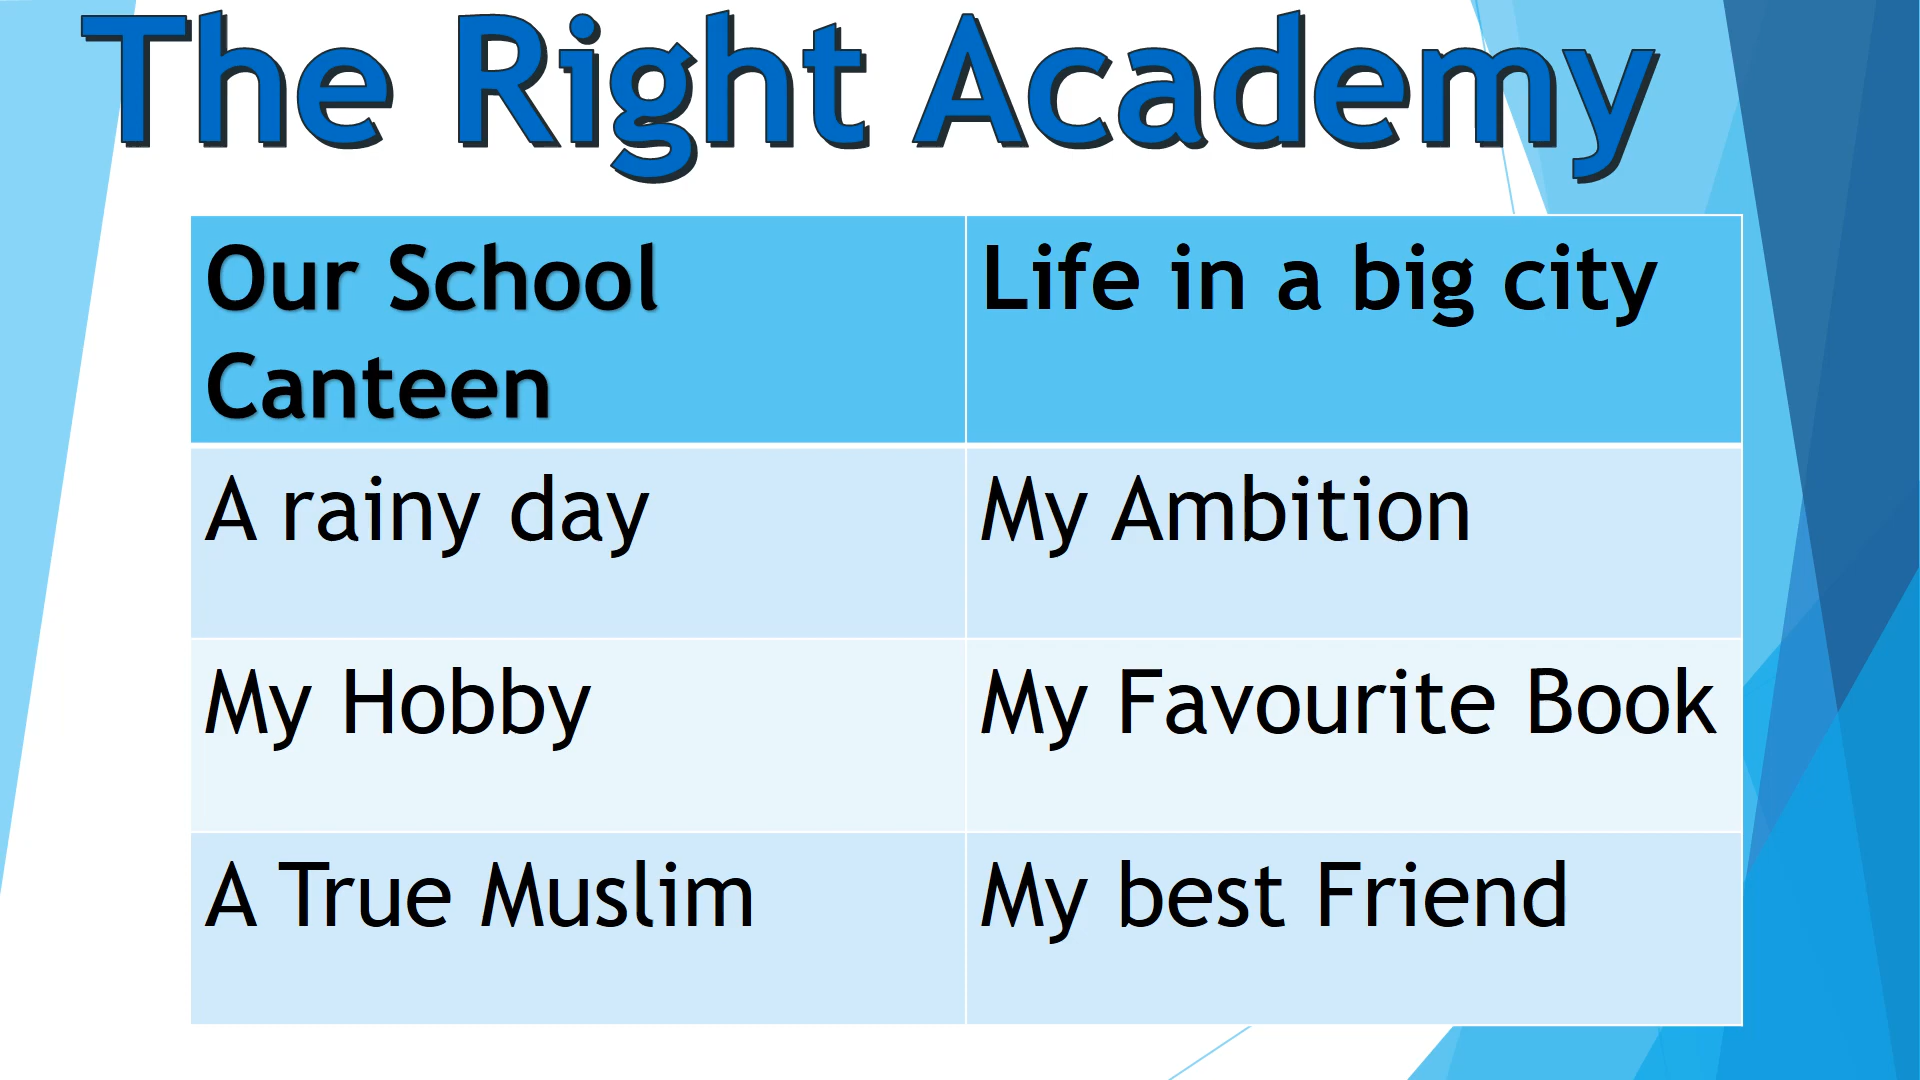 The Right Academy
Our School
Canteen
Life in a big city
A rainy day
My Ambition
My Hobby
My Favourite Book
A True Muslim
My best Friend